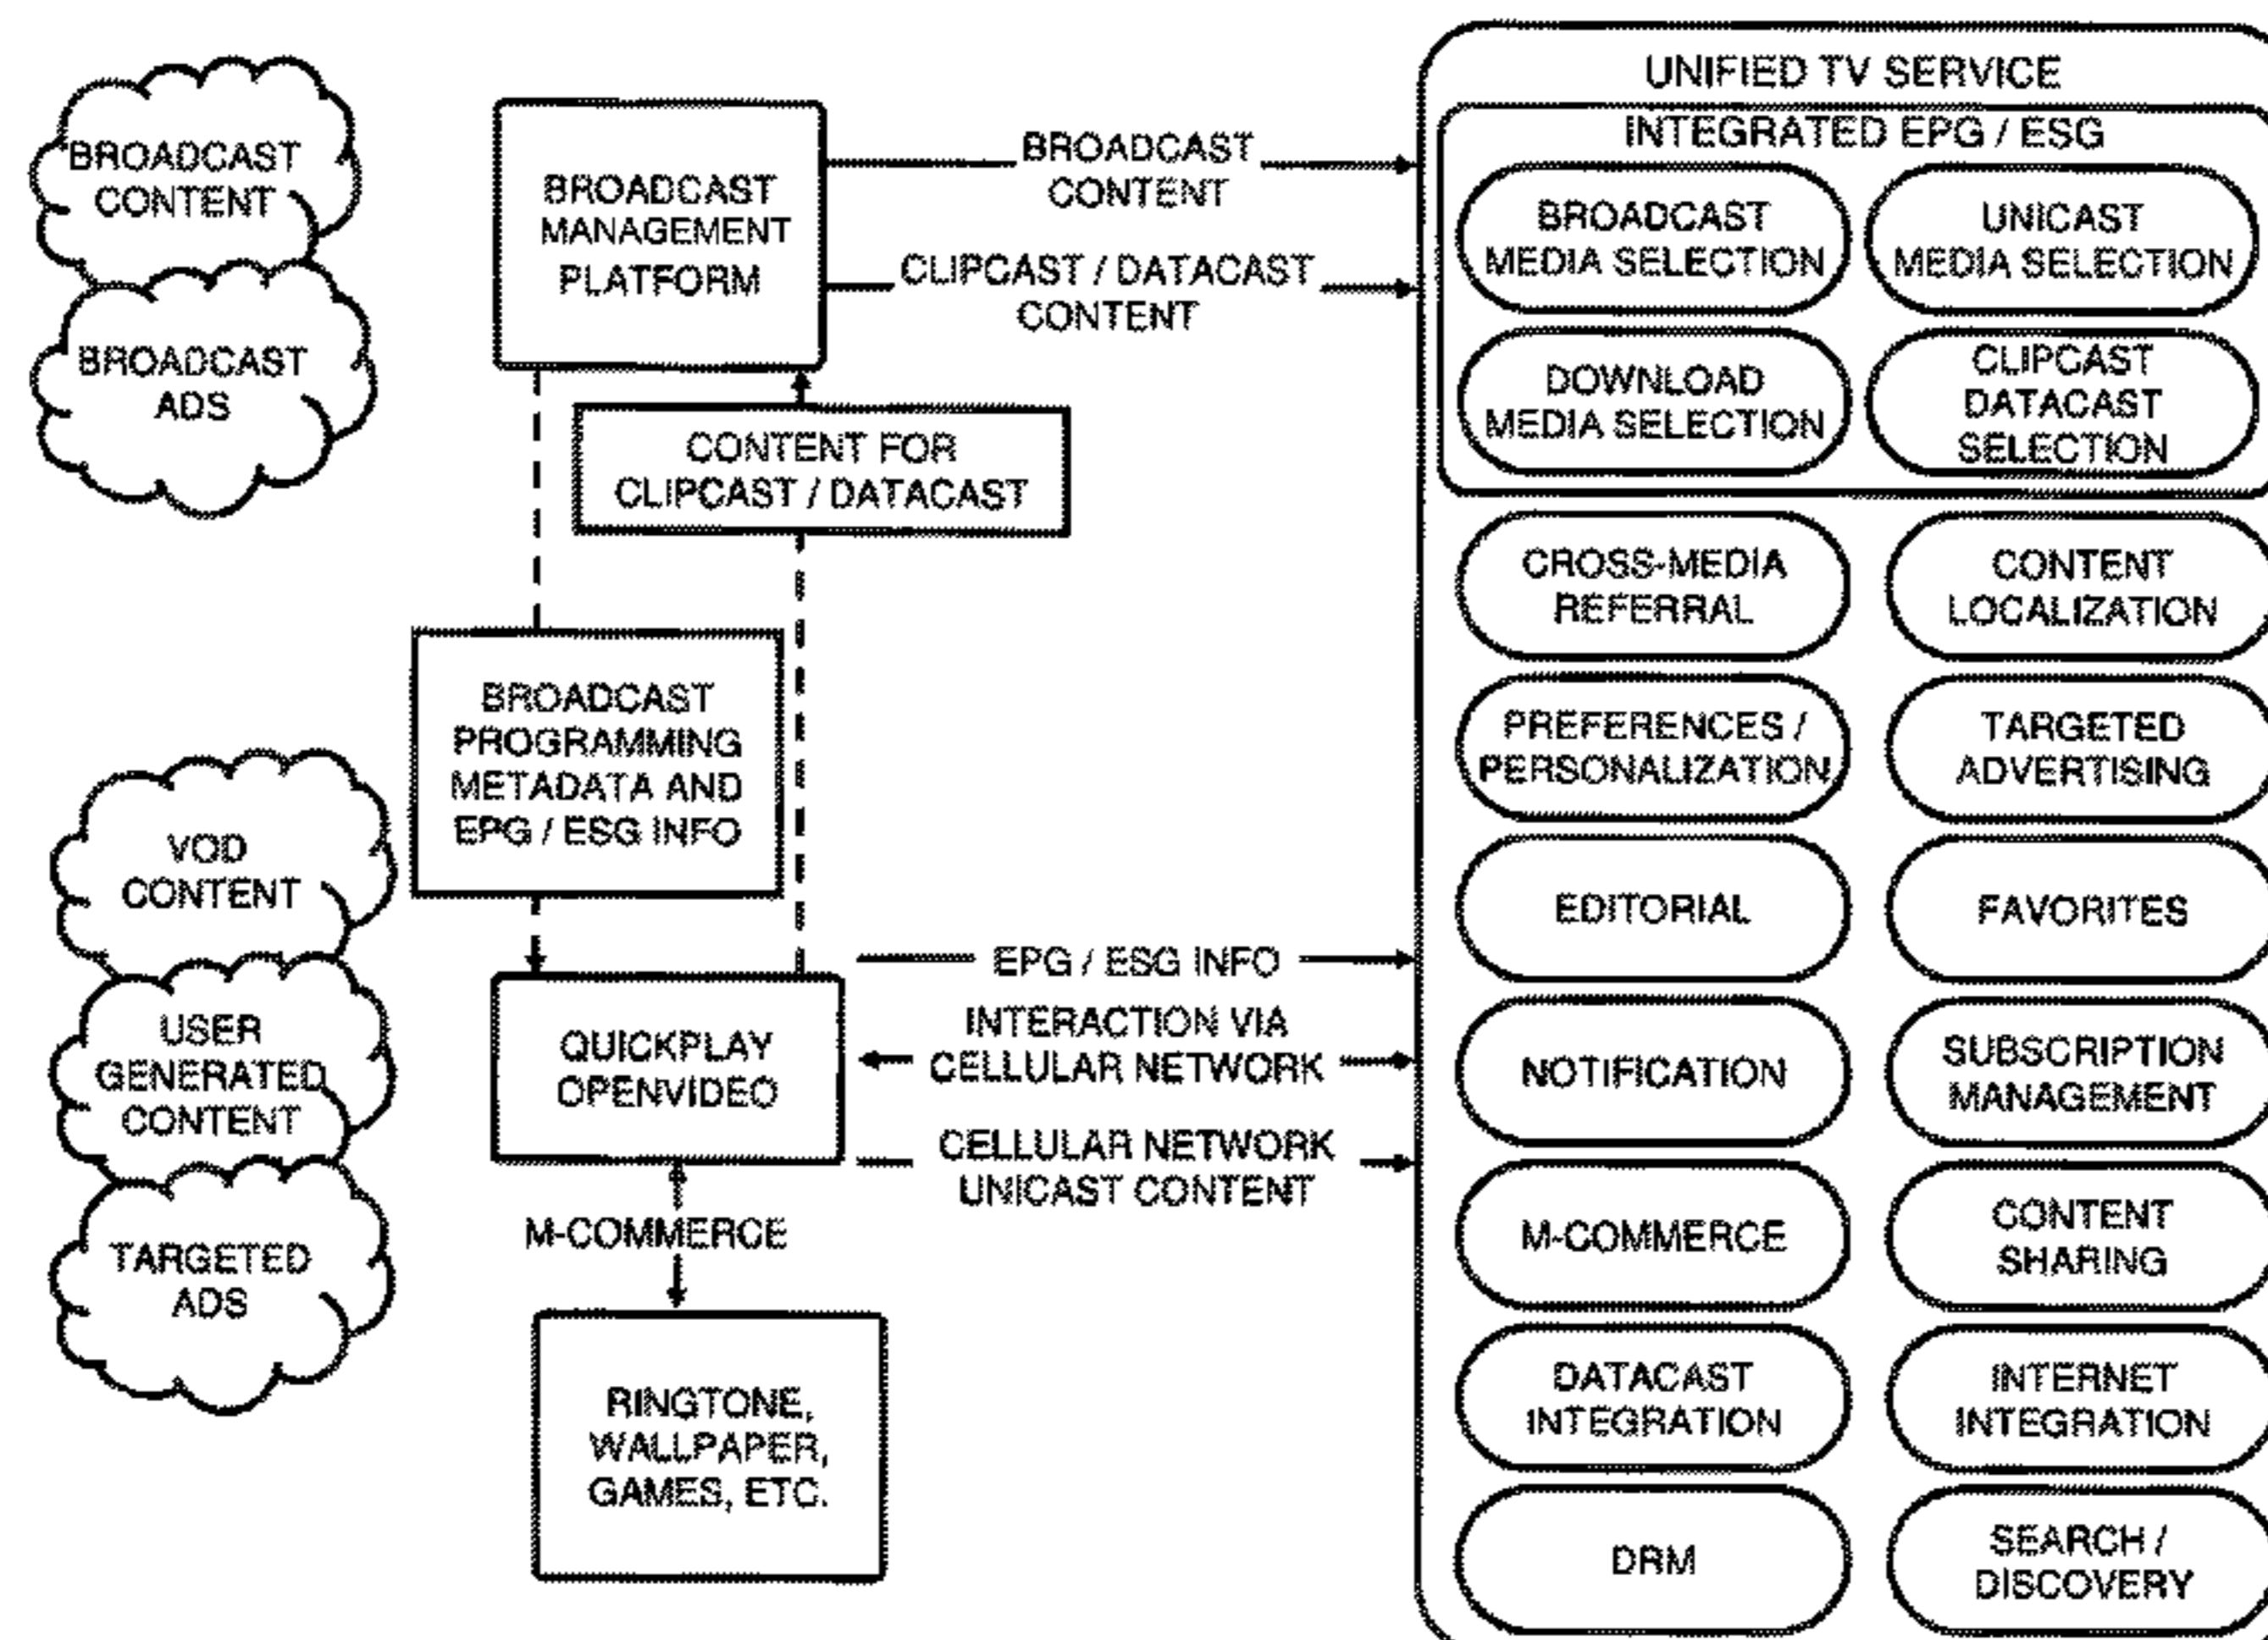 BROADCAST
CONTENT
BROADCAST
ADS
VOD
CONTENT
USER
GENERATED
CONTENT
TARGETED
ADS
BROADCAST
MANAGEMENT
PLATFORM
CONTENT FOR
CLIPCAST / DATACAST
BROADCAST
PROGRAMMING
METADATA AND
EPG / ESG INFO
QUICKPLAY
OPENVIDEO
M-COMMERCE
RINGTONE,
WALLPAPER,
GAMES, ETC.
BROADCAST
CONTENT
CLIPCAST / DATACAST
CONTENT
EPG / ESG INFO
INTERACTION VIA
CELLULAR NETWORK
CELLULAR NETWORK
UNICAST CONTENT
UNIFIED TV SERVICE
INTEGRATED EPG / ESG
BROADCAST
MEDIA SELECTION
UNICAST
MEDIA SELECTION
DOWNLOAD
MEDIA SELECTION
CLIPCAST
DATACAST
SELECTION
CROSS-MEDIA
REFERRAL
CONTENT
LOCALIZATION
PREFERENCES /
PERSONALIZATION
TARGETED
ADVERTISING
EDITORIAL
FAVORITES
NOTIFICATION
SUBSCRIPTION
MANAGEMENT
M-COMMERCE
CONTENT
SHARING
DATACAST
INTEGRATION
INTERNET
INTEGRATION
DRM
SEARCH /
DISCOVERY